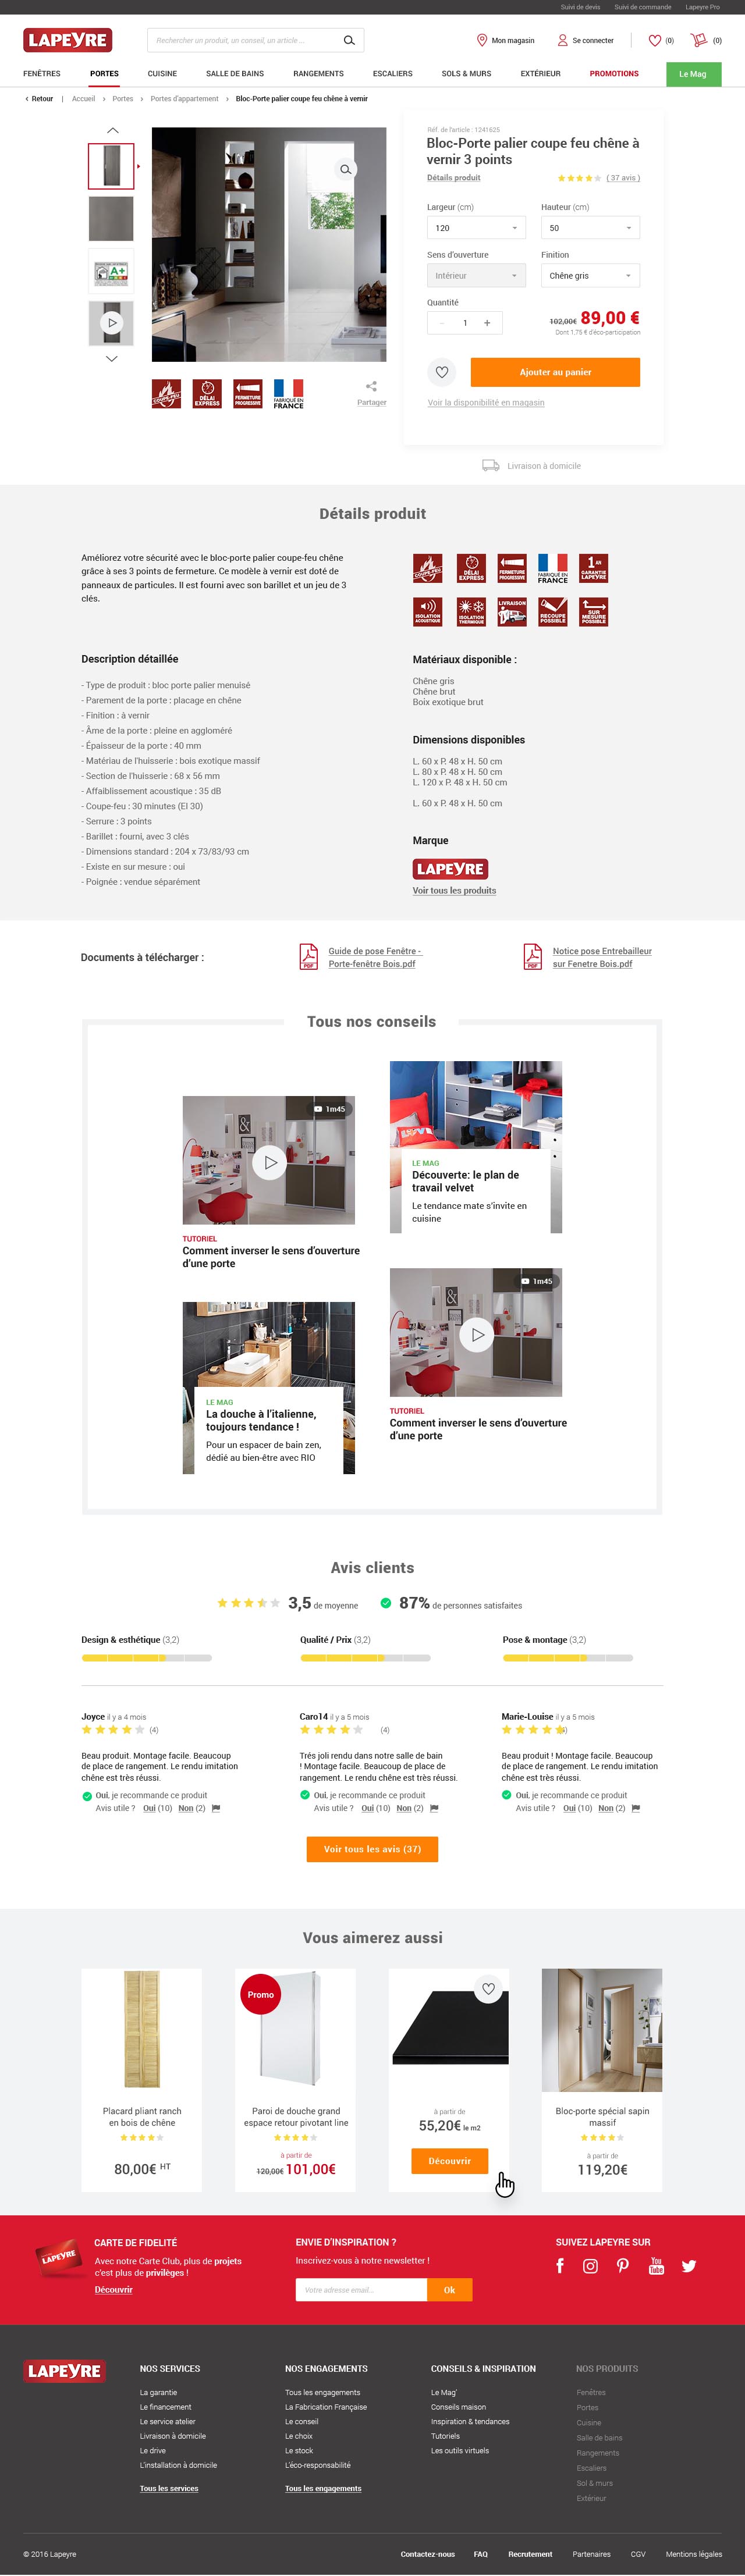 Suivi de devis Suivi de commande Lapeyre Pro
LAPEYRE
Rechercher un produit, un conseil, un article ...
Mon magasin Se connecter (0) (0)
FENÊTRES PORTES CUISINE SALLE DE BAINS RANGEMENTS ESCALIERS SOLS & MURS EXTÉRIEUR PROMOTIONS Le Mag
Retour | Accueil > Portes > Portes d'appartement > Bloc-Porte palier coupe feu chêne à vernir
Réf. de l'article : 1241625
Bloc-Porte palier coupe feu chêne à
vernir 3 points
Détails produit ( 37 avis )
Largeur (cm) Hauteur (cm)
120 50
Sens d'ouverture Finition
Intérieur Chêne gris
Quantité
- 1 + 102,00€ 89,00 €
Dont 1,75 € d'éco-participation
Ajouter au panier
Voir la disponibilité en magasin
Livraison à domicile
A+
COUPE-FEU
DÉLAI
EXPRESS
FERMETURE
PROGRESSIVE
FABRIQUÉ EN
FRANCE
Partager
Détails produit
Améliorez votre sécurité avec le bloc-porte palier coupe-feu chêne
grâce à ses 3 points de fermeture. Ce modèle à vernir est doté de
panneaux de particules. Il est fourni avec son barillet et un jeu de 3
clés.
COUPE-FEU
DÉLAI
EXPRESS
FERMETURE
PROGRESSIVE
FABRIQUÉ EN
FRANCE
1 AN
GARANTIE
LAPEYRE
ISOLATION
ACOUSTIQUE
ISOLATION
THERMIQUE
LIVRAISON
RECOUPE
POSSIBLE
SUR
MESURE
POSSIBLE
Description détaillée
- Type de produit : bloc porte palier menuisé
- Parement de la porte : placage en chêne
- Finition : à vernir
- Âme de la porte : pleine en aggloméré
- Épaisseur de la porte : 40 mm
- Matériau de l'huisserie : bois exotique massif
- Section de l'huisserie : 68 x 56 mm
- Affaiblissement acoustique : 35 dB
- Coupe-feu : 30 minutes (EI 30)
- Serrure : 3 points
- Barillet : fourni, avec 3 clés
- Dimensions standard : 204 x 73/83/93 cm
- Existe en sur mesure : oui
- Poignée : vendue séparément
Matériaux disponible :
Chêne gris
Chêne brut
Boix exotique brut
Dimensions disponibles
L. 60 x P. 48 x H. 50 cm
L. 80 x P. 48 x H. 50 cm
L. 120 x P. 48 x H. 50 cm
L. 60 x P. 48 x H. 50 cm
Marque
LAPEYRE
Voir tous les produits
Documents à télécharger :
PDF
Guide de pose Fenêtre -
Porte-fenêtre Bois.pdf
PDF
Notice pose Entrebailleur
sur Fenetre Bois.pdf
Tous nos conseils
1m45
TUTORIEL
Comment inverser le sens d'ouverture
d'une porte
LE MAG
Découverte: le plan de
travail velvet
Le tendance mate s'invite en
cuisine
LE MAG
La douche à l'italienne,
toujours tendance !
Pour un espacer de bain zen,
dédié au bien-être avec RIO
1m45
TUTORIEL
Comment inverser le sens d'ouverture
d'une porte
Avis clients
3,5 de moyenne 87% de personnes satisfaites
Design & esthétique (3,2) Qualité / Prix (3,2) Pose & montage (3,2)
Joyce il y a 4 mois
(4)
Beau produit. Montage facile. Beaucoup
de place de rangement. Le rendu imitation
chêne est très réussi.
Oui, je recommande ce produit
Avis utile ? Oui (10) Non (2)
Caro14 il y a 5 mois
(4)
Trés joli rendu dans notre salle de bain
! Montage facile. Beaucoup de place de
rangement. Le rendu chêne est très réussi.
Oui, je recommande ce produit
Avis utile ? Oui (10) Non (2)
Marie-Louise il y a 5 mois
Beau produit ! Montage facile. Beaucoup
de place de rangement. Le rendu imitation
chêne est très réussi.
Oui, je recommande ce produit
Avis utile ? Oui (10) Non (2)
Voir tous les avis (37)
Vous aimerez aussi
Placard pliant ranch
en bois de chêne
80,00€ HT
Promo
Paroi de douche grand
espace retour pivotant line
à partir de
120,00€ 101,00€
à partir de
55,20€ le m2
Découvrir
Bloc-porte spécial sapin
massif
à partir de
119,20€
LAPEYRE
CARTE DE FIDELITÉ
Avec notre Carte Club, plus de projets
c'est plus de privilèges !
Découvrir
ENVIE D'INSPIRATION ?
Inscrivez-vous à notre newsletter !
Votre adresse email... Ok
SUIVEZ LAPEYRE SUR
You
Tube
LAPEYRE
NOS SERVICES
La garantie
Le financement
Le service atelier
Livraison à domicile
Le drive
L'installation à domicile
Tous les services
NOS ENGAGEMENTS
Tous les engagements
La Fabrication Française
Le conseil
Le choix
Le stock
L'éco-responsabilité
Tous les engagements
CONSEILS & INSPIRATION
Le Mag'
Conseils maison
Inspiration & tendances
Tutoriels
Les outils virtuels
NOS PRODUITS
Fenêtres
Portes
Cuisine
Salle de bains
Rangements
Escaliers
Sol & murs
Extérieur
© 2016 Lapeyre Contactez-nous FAQ Recrutement Partenaires CGV Mentions légales